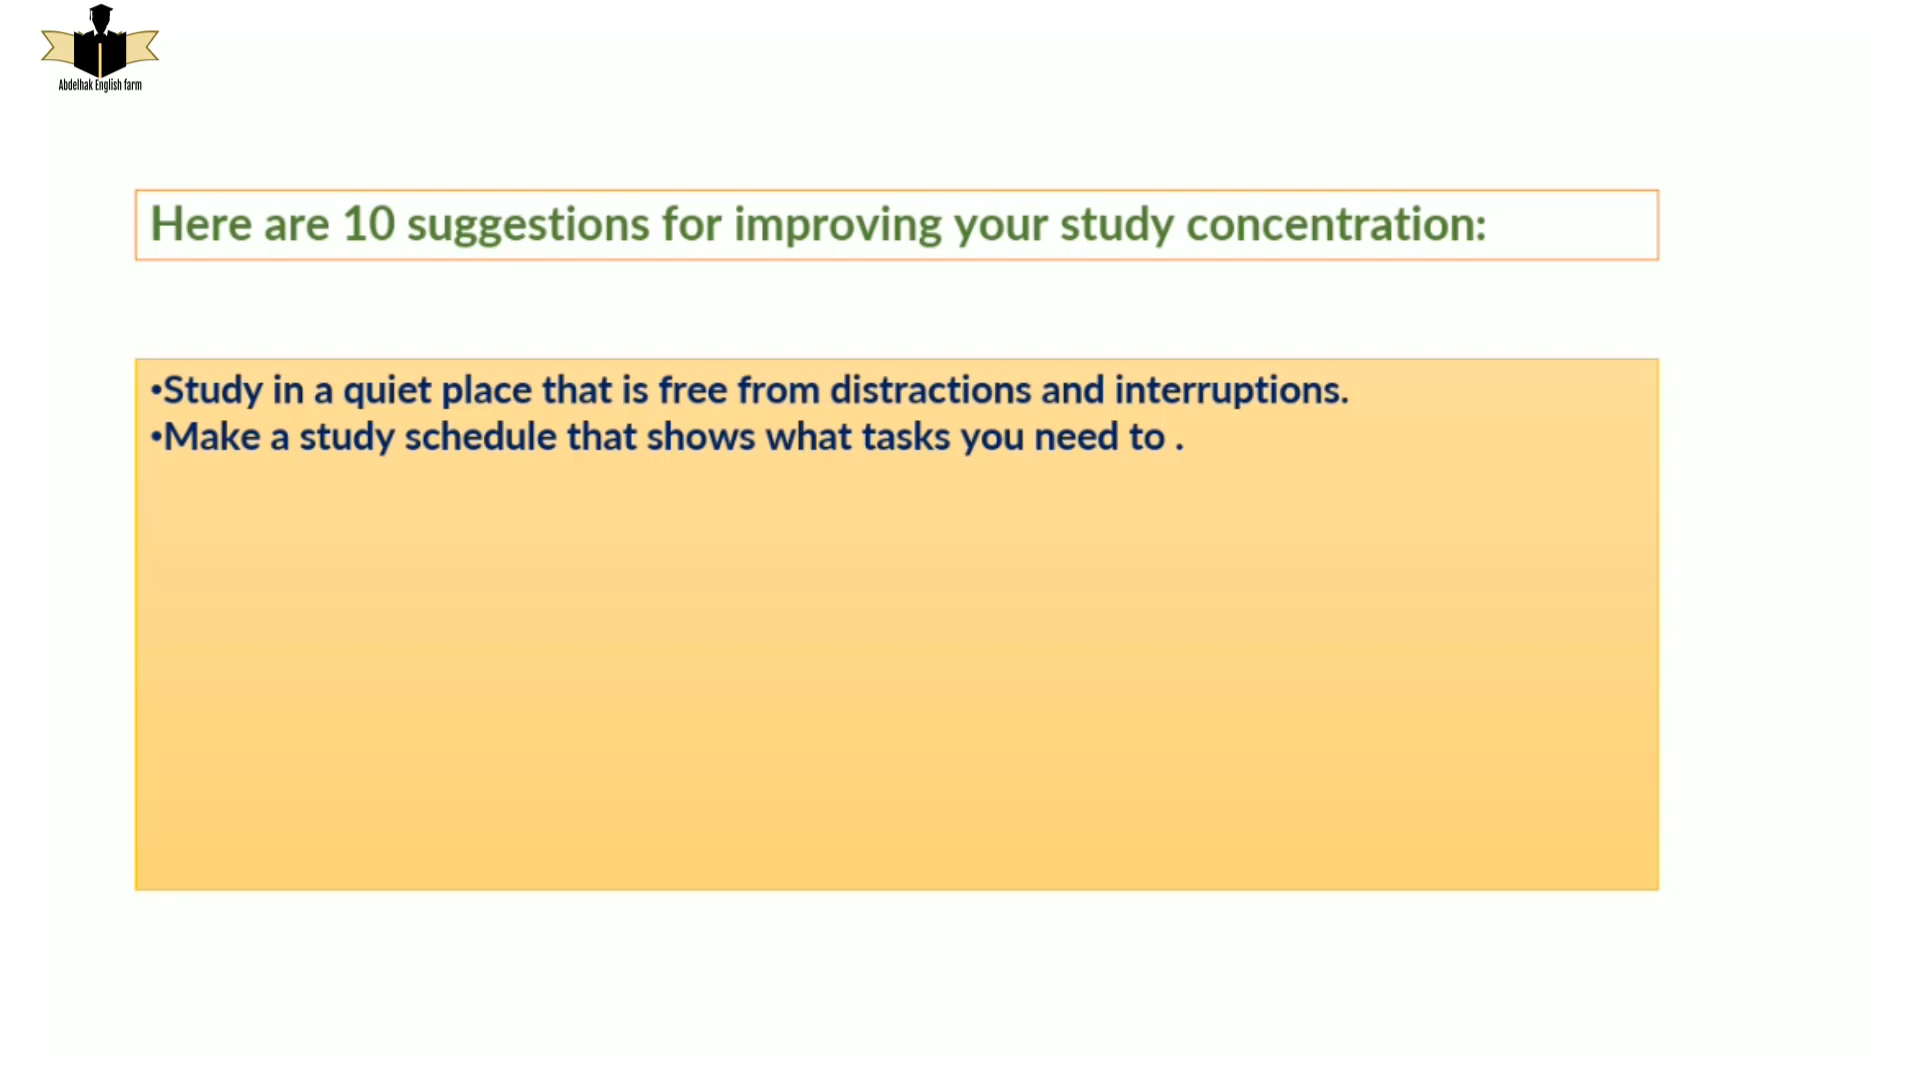 Abdelhak English farm
Here are 10 suggestions for improving your study concentration:
•Study in a quiet place that is free from distractions and interruptions.
•Make a study schedule that shows what tasks you need to .